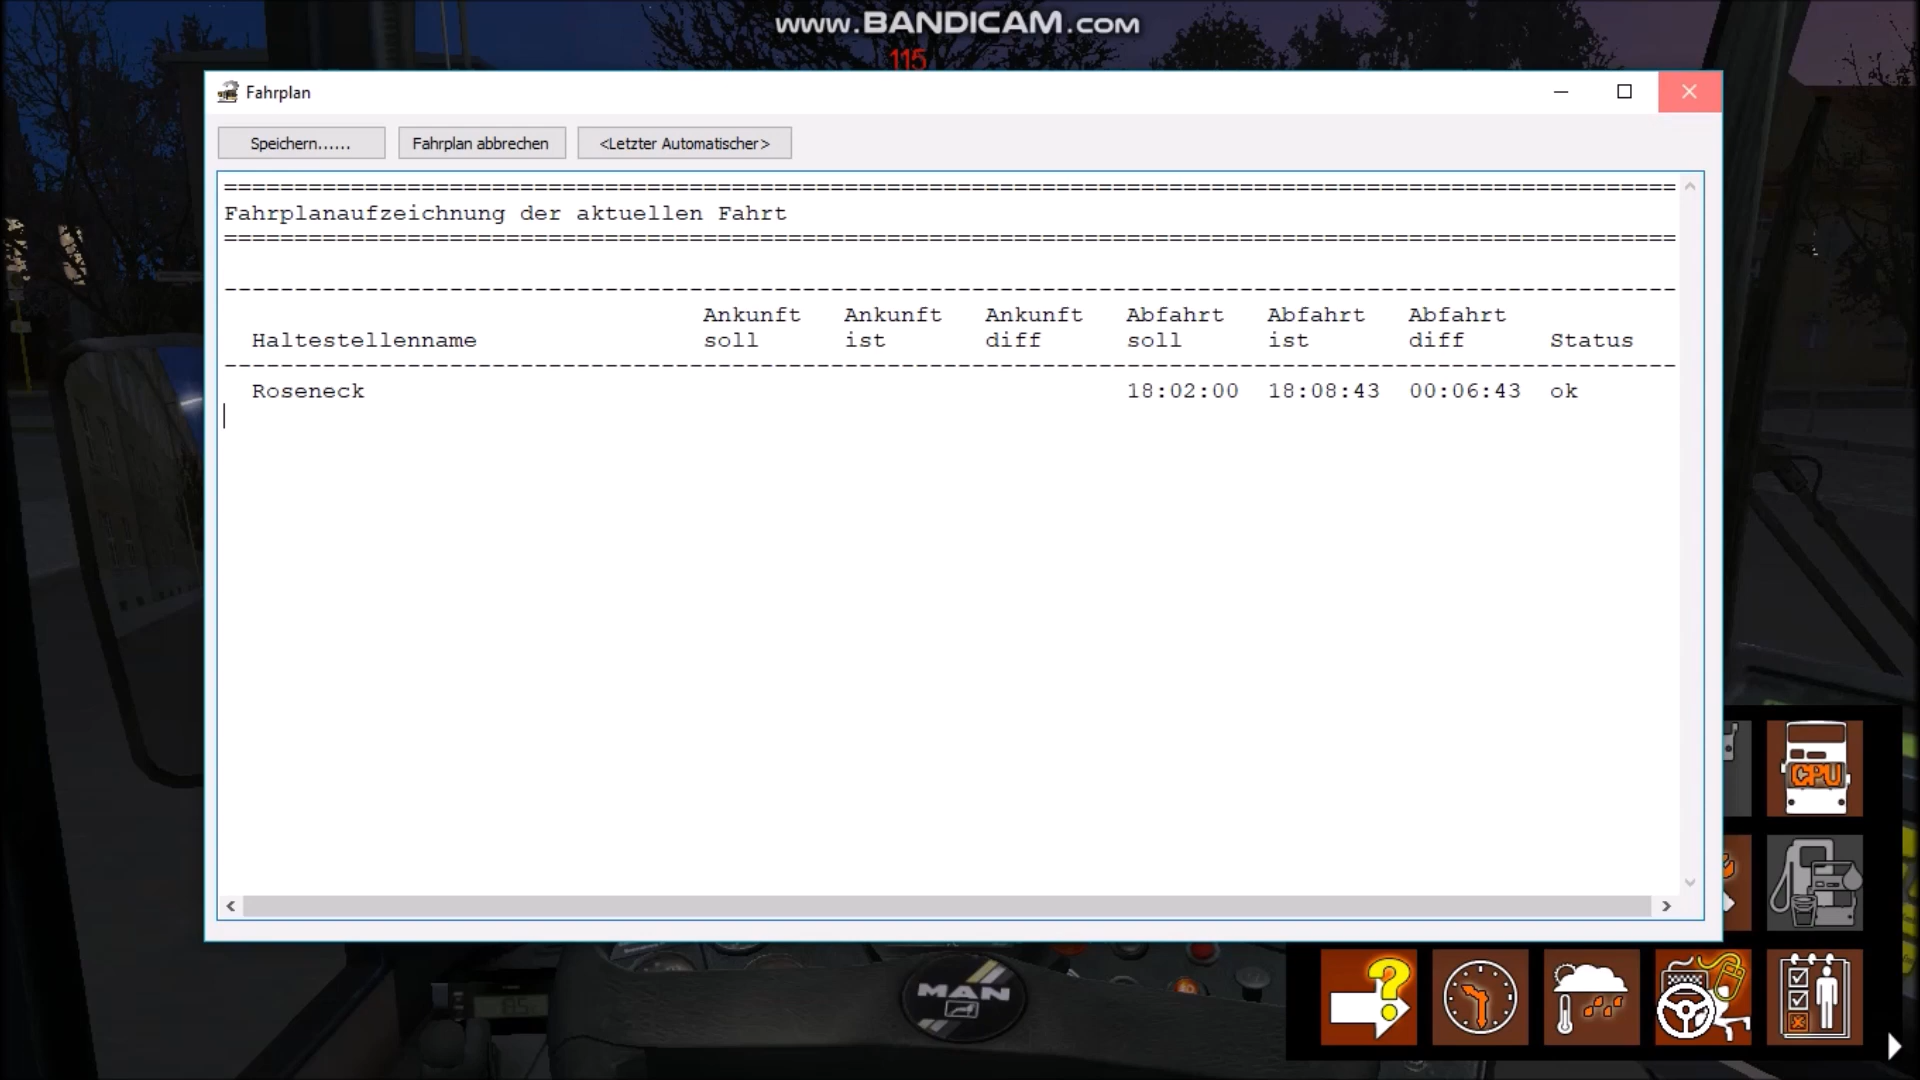 www.BANDICAM.com
115
Fahrplan
Speichern......
Fahrplan abbrechen
<Letzter Automatischer>
Fahrplanaufzeichnung der aktuellen Fahrt
Ankunft Ankunft Ankunft Abfahrt Abfahrt Abfahrt
Haltestellenname soll ist diff soll ist diff Status
Roseneck 18:02:00 18:08:43 00:06:43 ok
CPU
MAN